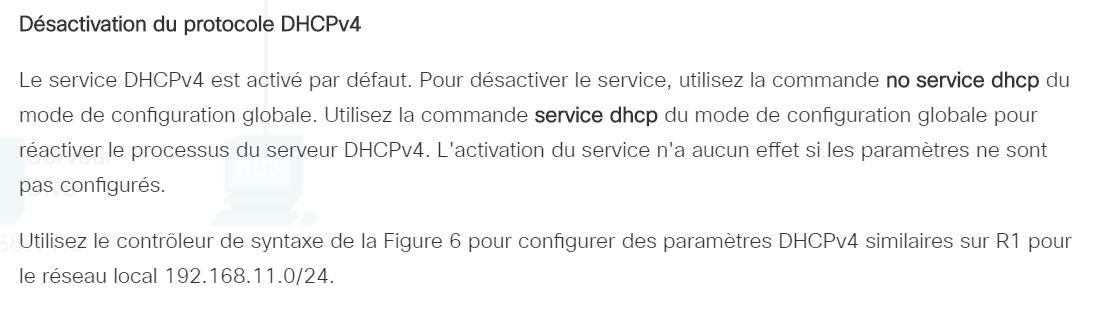 Désactivation du protocole DHCPv4
Le service DHCPv4 est activé par défaut. Pour désactiver le service, utilisez la commande no service dhcp du
mode de configuration globale. Utilisez la commande service dhcp du mode de configuration globale pour
réactiver le processus du serveur DHCPv4. L'activation du service n'a aucun effet si les paramètres ne sont
pas configurés.
Utilisez le contrôleur de syntaxe de la Figure 6 pour configurer des paramètres DHCPv4 similaires sur R1 pour
le réseau local 192.168.11.0/24.